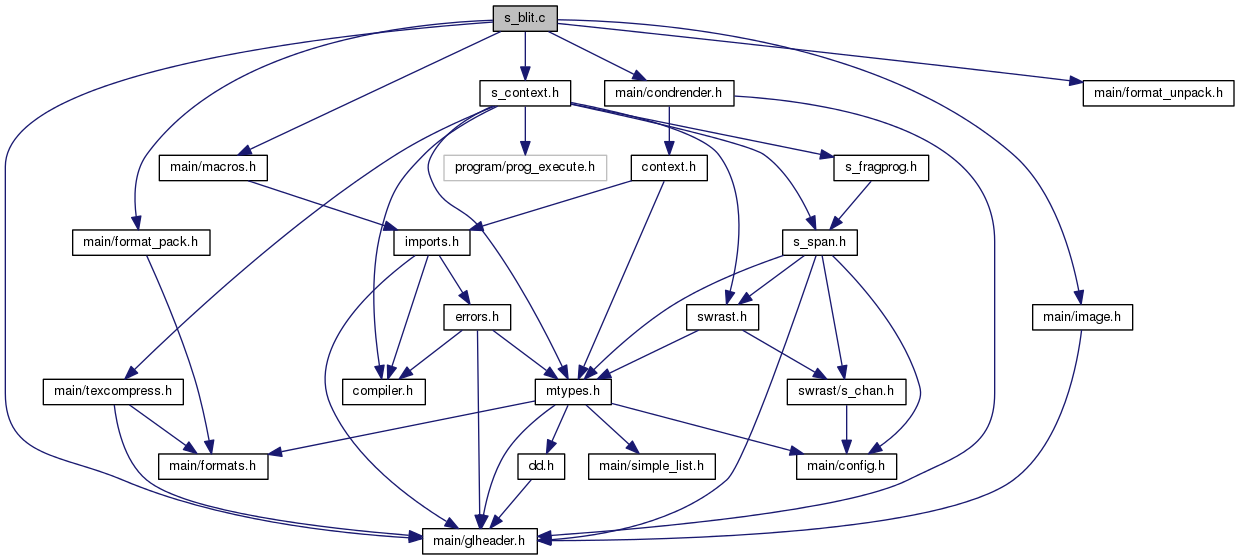 s_blit.c
s_context.h
main/condrender.h
main/format_unpack.h
main/macros.h
program/prog_execute.h
context.h
s_fragprog.h
main/format_pack.h
imports.h
s_span.h
errors.h
swrast.h
main/image.h
main/texcompress.h
compiler.h
mtypes.h
swrast/s_chan.h
main/formats.h
dd.h
main/simple_list.h
main/config.h
main/glheader.h